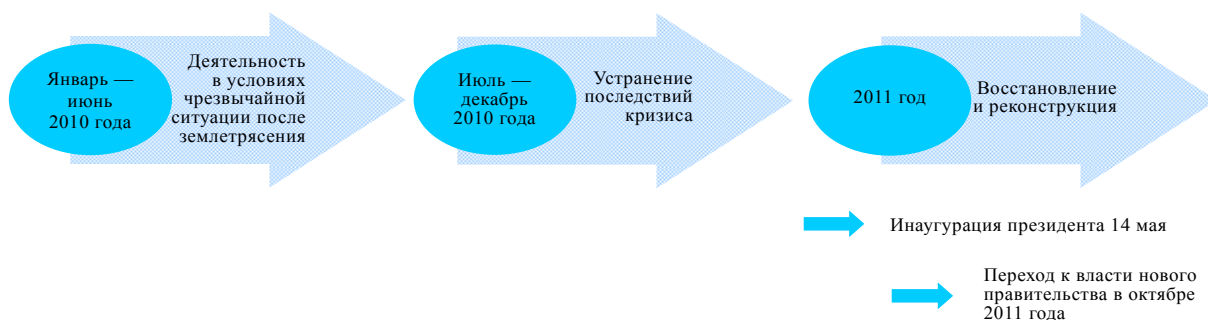 Январь —
июнь
2010 года
Деятельность
в условиях
чрезвычайной
ситуации после
землетрясения
Июль —
декабрь
2010 года
Устранение
последствий
кризиса
2011 год
Восстановление
и реконструкция
Инаугурация президента 14 мая
Переход к власти нового
правительства в октябре
2011 года